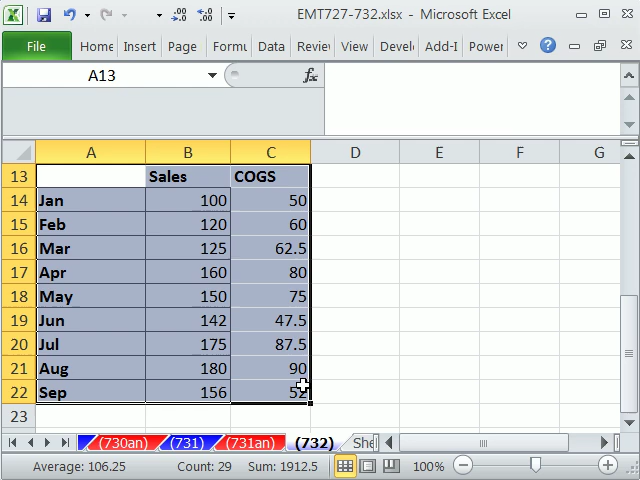 EMT727-732.xlsx - Microsoft Excel
File Home Insert Page Formu Data Reviev View Develc Add-I Power
A13 fx
A B C D E F G
13 Sales COGS
14 Jan 100 50
15 Feb 120 60
16 Mar 125 62.5
17 Apr 160 80
18 May 150 75
19 Jun 142 47.5
20 Jul 175 87.5
21 Aug 180 90
22 Sep 156 52
23
(730an) (731) (731an) (732) She
Average: 106.25 Count: 29 Sum: 1912.5 100%